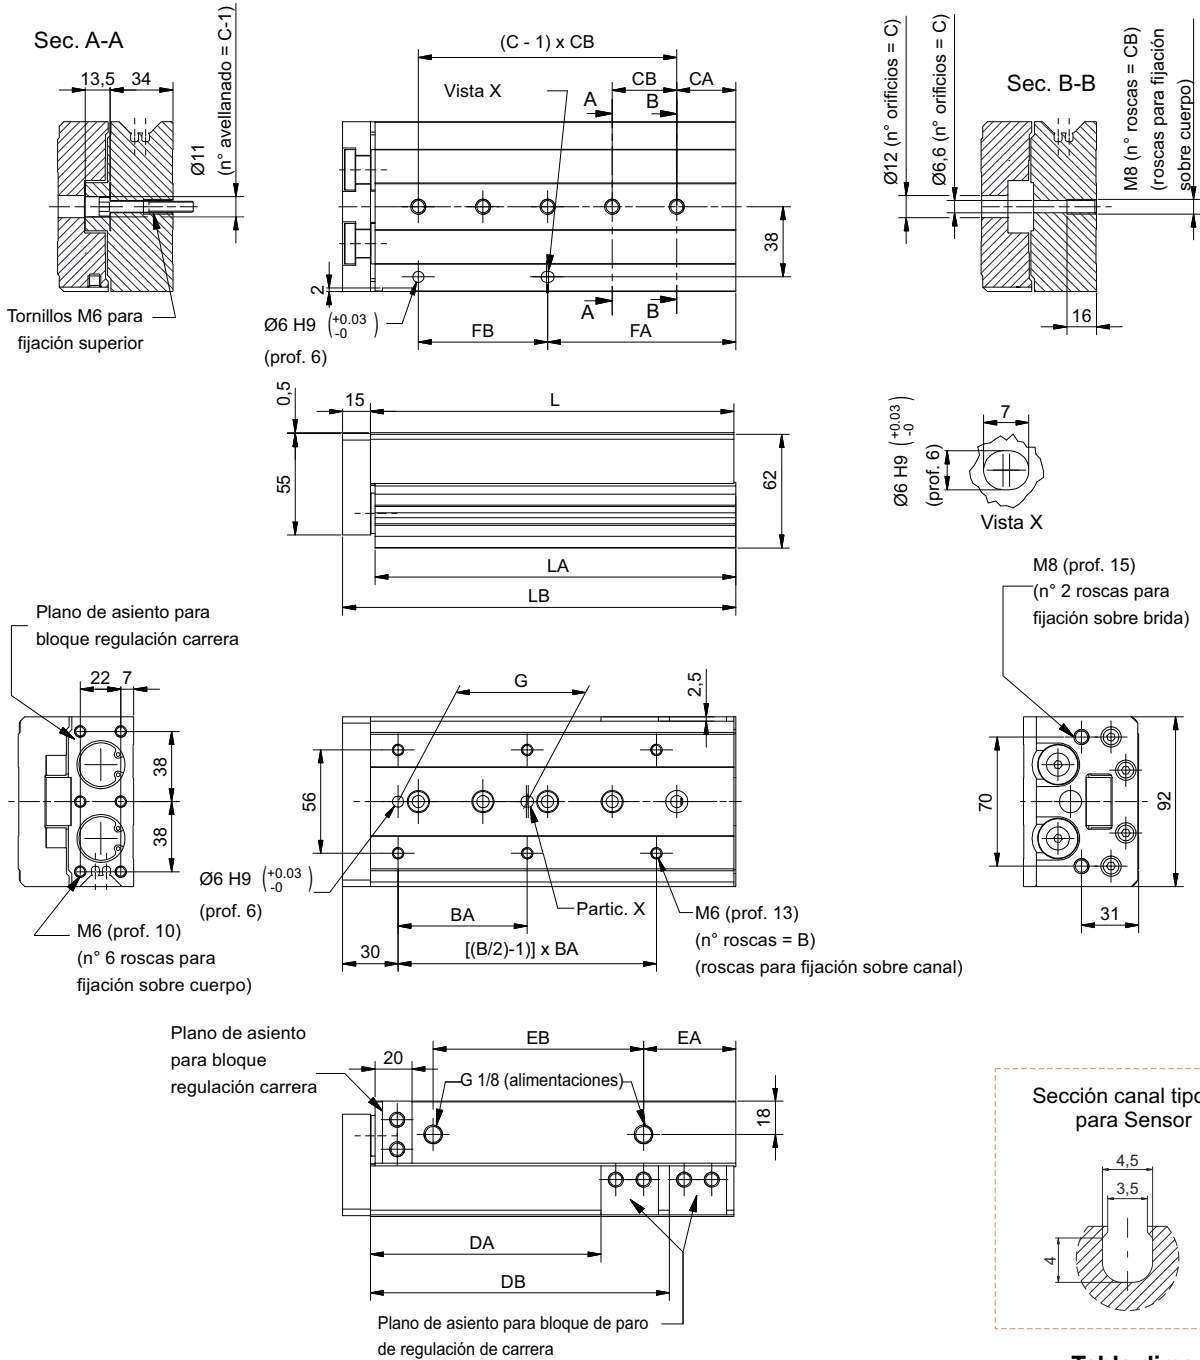 Sec. A-A
13,5
34
Ø11
(n° avellanado = C-1)
Tornillos M6 para
fijación superior
(C - 1) x CB
CB
CA
Vista X
A
B
38
2
A
B
Ø6 H9 (+0.03 -0)
(prof. 6)
FB
FA
Ø12 (n° orificios = C)
Ø6,6 (n° orificios = C)
Sec. B-B
M8 (n° roscas = CB)
(roscas para fijación
sobre cuerpo)
16
0,5
15
L
55
62
LA
LB
Ø6 H9 (+0.03 -0)
(prof. 6)
7
Vista X
Plano de asiento para
bloque regulación carrera
22
7
38
38
M6 (prof. 10)
(n° 6 roscas para
fijación sobre cuerpo)
G
2,5
56
Ø6 H9 (+0.03 -0)
(prof. 6)
BA
Partic. X
30
[(B/2)-1)] x BA
M6 (prof. 13)
(n° roscas = B)
(roscas para fijación sobre canal)
M8 (prof. 15)
(n° 2 roscas para
fijación sobre brida)
70
92
31
Plano de asiento
para bloque
regulación carrera
20
EB
EA
G 1/8 (alimentaciones)
18
DA
DB
Plano de asiento para bloque de paro
de regulación de carrera
Sección canal tipo
para Sensor
4,5
3,5
4